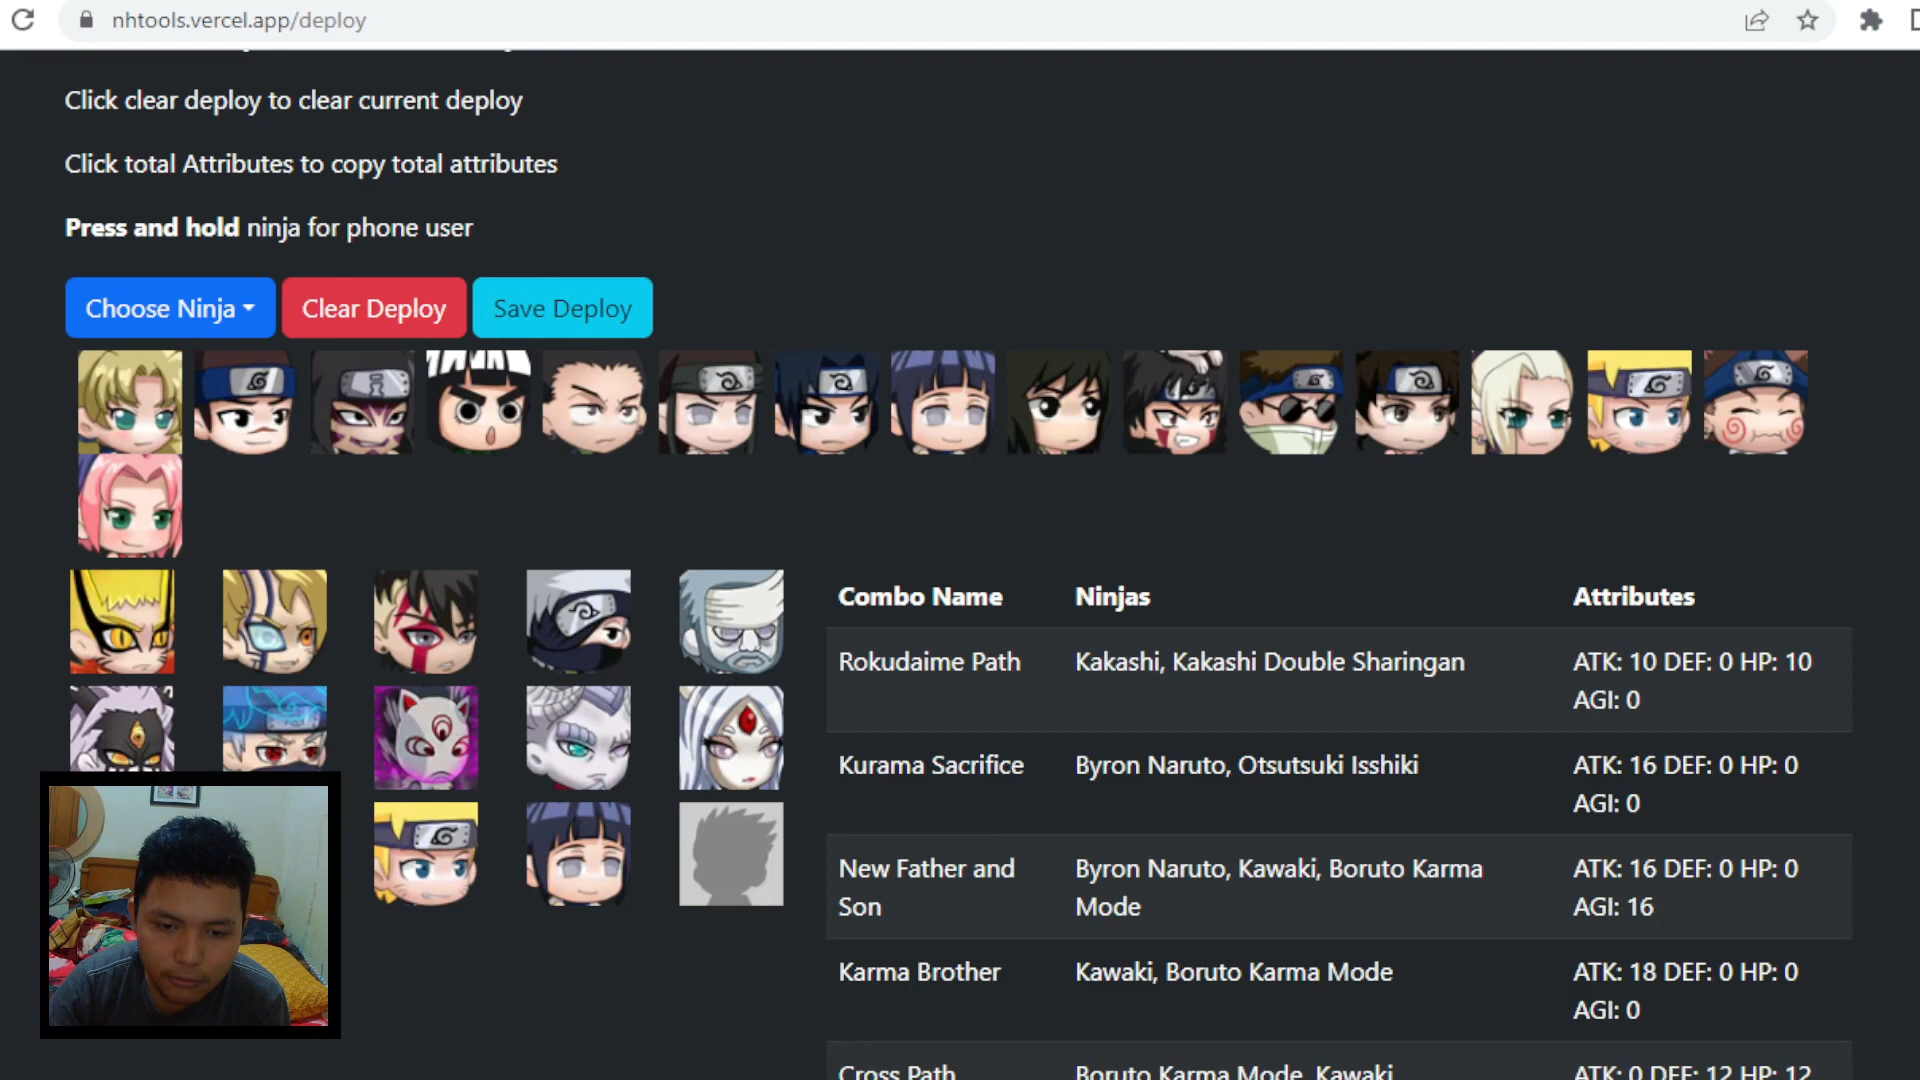 nhtools.vercel.app/deploy
Click clear deploy to clear current deploy
Click total Attributes to copy total attributes
Press and hold ninja for phone user
Choose Ninja Clear Deploy Save Deploy
Combo Name Ninjas Attributes
Rokudaime Path Kakashi, Kakashi Double Sharingan ATK: 10 DEF: 0 HP: 10
AGI: 0
Kurama Sacrifice Byron Naruto, Otsutsuki Isshiki ATK: 16 DEF: 0 HP: 0
AGI: 0
New Father and Byron Naruto, Kawaki, Boruto Karma ATK: 16 DEF: 0 HP: 0
Son Mode AGI: 16
Karma Brother Kawaki, Boruto Karma Mode ATK: 18 DEF: 0 HP: 0
AGI: 0
Cross Path Boruto Karma Mode, Kawaki ATK: 0 DEF: 12 HP: 12